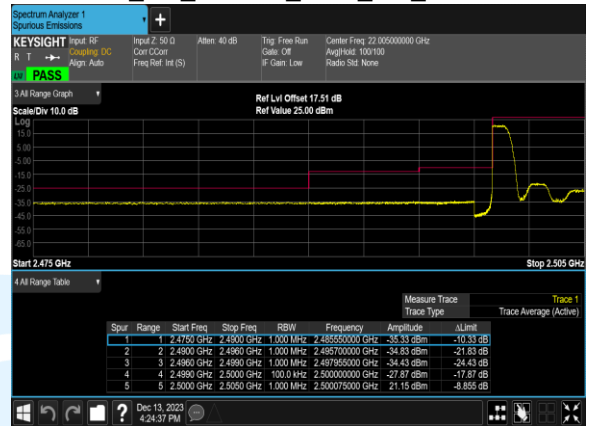 Spectrum Analyzer 1
Spurious Emissions
+
KEYSIGHT Input: RF Input Z: 50 Ω Atten: 40 dB Trig: Free Run Center Freq: 22.005000000 GHz
R T Coupling: DC Corr CCorr Gate: Off Avg|Hold: 100/100
Align: Auto Freq Ref: Int (S) IF Gain: Low Radio Std: None
PASS
3 All Range Graph
Ref Lvl Offset 17.51 dB
Scale/Div 10.0 dB Ref Value 25.00 dBm
Log
15.0
5.00
-5.00
-15.0
-25.0
-35.0
-45.0
-55.0
-65.0
Start 2.475 GHz Stop 2.505 GHz
4 All Range Table
Measure Trace Trace 1
Trace Type Trace Average (Active)
Spur Range Start Freq Stop Freq RBW Frequency Amplitude ΔLimit
1 1 2.4750 GHz 2.4900 GHz 1.000 MHz 2.485550000 GHz -35.33 dBm -10.33 dB
2 2 2.4900 GHz 2.4960 GHz 1.000 MHz 2.495700000 GHz -34.83 dBm -21.83 dB
3 3 2.4960 GHz 2.4990 GHz 1.000 MHz 2.497955000 GHz -34.43 dBm -24.43 dB
4 4 2.4990 GHz 2.5000 GHz 100.0 kHz 2.500000000 GHz -27.87 dBm -17.87 dB
5 5 2.5000 GHz 2.5050 GHz 1.000 MHz 2.500075000 GHz 21.15 dBm -8.855 dB
? Dec 13, 2023
4:24:37 PM